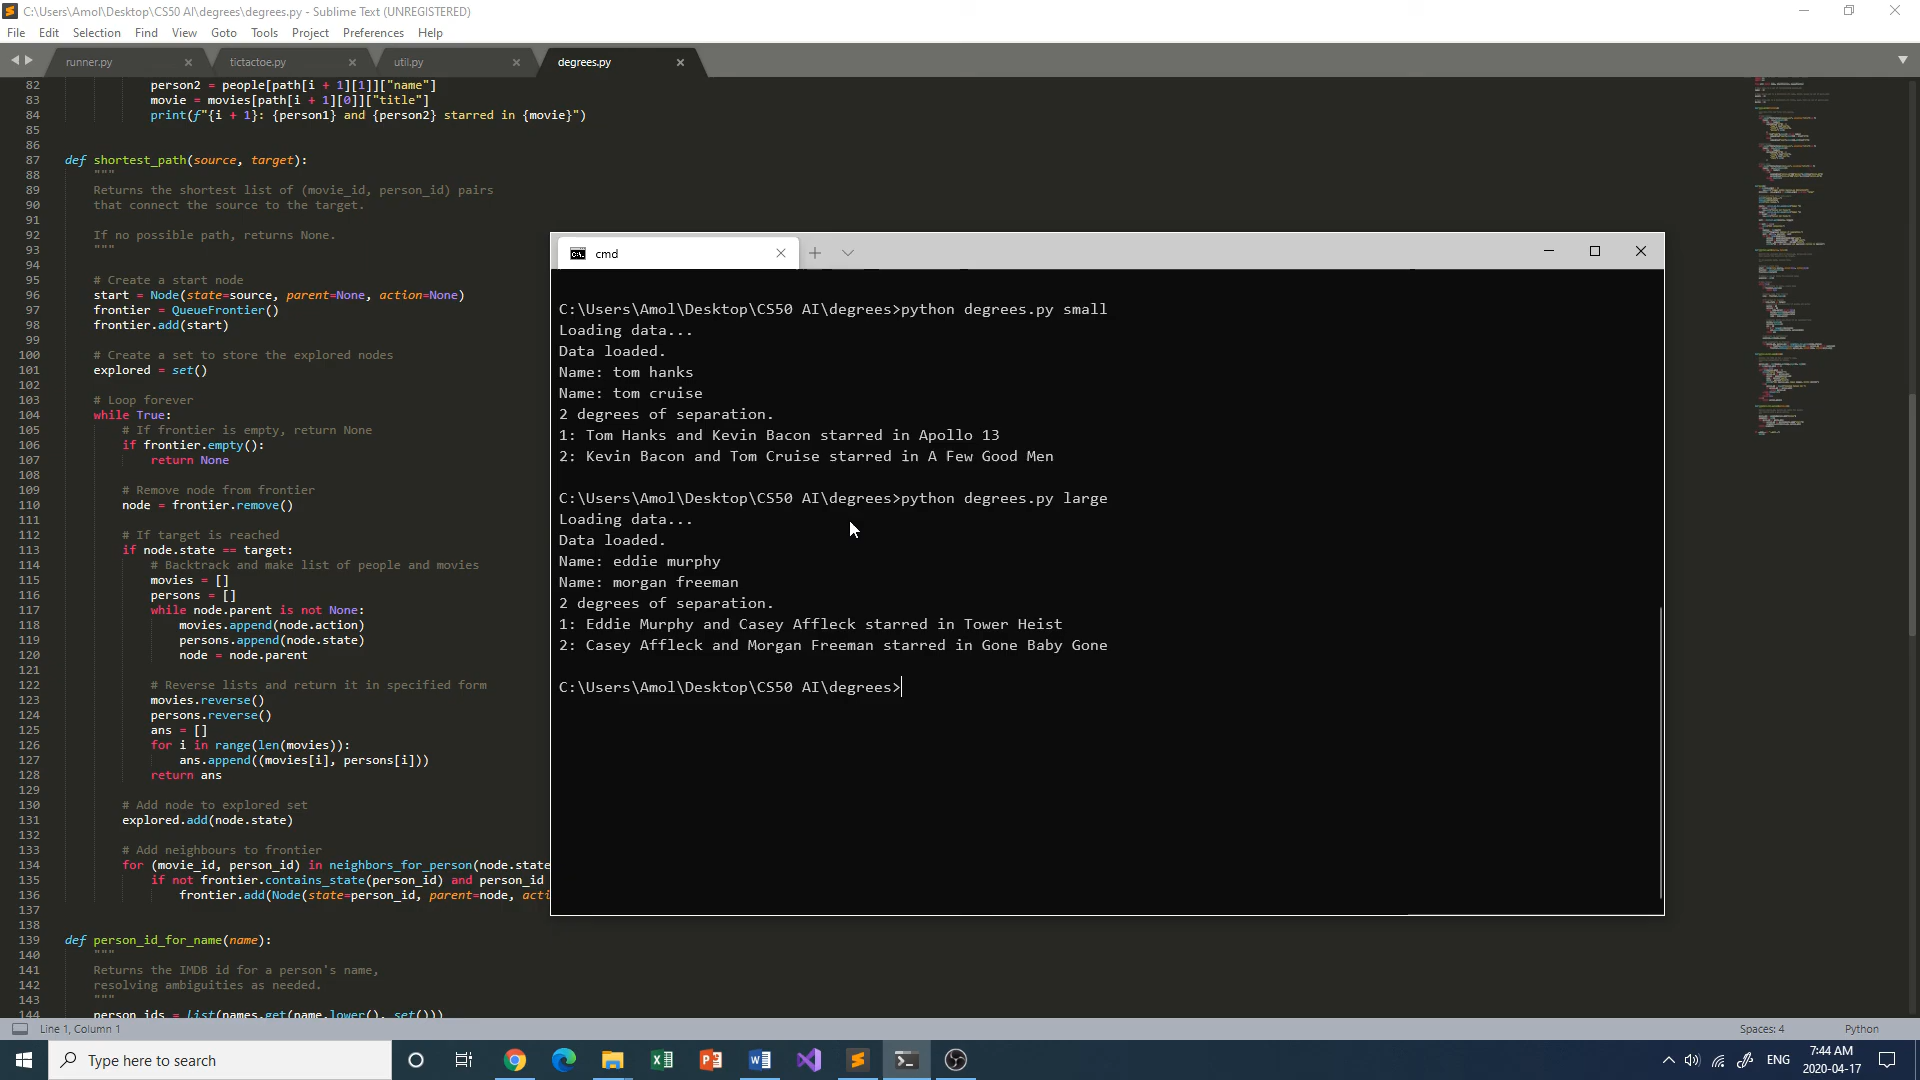 C:\Users\Amol\Desktop\CS50 AI\degrees\degrees.py - Sublime Text (UNREGISTERED)
File Edit Selection Find View Goto Tools Project Preferences Help
runner.py tictactoe.py util.py degrees.py
82 person2 = people[path[i + 1][1]]["name"]
83 movie = movies[path[i + 1][0]]["title"]
84 print(f"{i + 1}: {person1} and {person2} starred in {movie}")
85
86
87 def shortest_path(source, target):
88 """
89 Returns the shortest list of (movie_id, person_id) pairs
90 that connect the source to the target.
91
92 If no possible path, returns None.
93 """
94
95 # Create a start node
96 start = Node(state=source, parent=None, action=None)
97 frontier = QueueFrontier()
98 frontier.add(start)
99
100 # Create a set to store the explored nodes
101 explored = set()
102
103 # Loop forever
104 while True:
105 # If frontier is empty, return None
106 if frontier.empty():
107 return None
108
109 # Remove node from frontier
110 node = frontier.remove()
111
112 # If target is reached
113 if node.state == target:
114 # Backtrack and make list of people and movies
115 movies = []
116 persons = []
117 while node.parent is not None:
118 movies.append(node.action)
119 persons.append(node.state)
120 node = node.parent
121
122 # Reverse lists and return it in specified form
123 movies.reverse()
124 persons.reverse()
125 ans = []
126 for i in range(len(movies)):
127 ans.append((movies[i], persons[i]))
128 return ans
129
130 # Add node to explored set
131 explored.add(node.state)
132
133 # Add neighbours to frontier
134 for (movie_id, person_id) in neighbors_for_person(node.state
135 if not frontier.contains_state(person_id) and person_id
136 frontier.add(Node(state=person_id, parent=node, acti
137
138
139 def person_id_for_name(name):
140 """
141 Returns the IMDB id for a person's name,
142 resolving ambiguities as needed.
143 """
144 person_ids = list(names.get(name.lower(), set()))
cmd
C:\Users\Amol\Desktop\CS50 AI\degrees>python degrees.py small
Loading data...
Data loaded.
Name: tom hanks
Name: tom cruise
2 degrees of separation.
1: Tom Hanks and Kevin Bacon starred in Apollo 13
2: Kevin Bacon and Tom Cruise starred in A Few Good Men
C:\Users\Amol\Desktop\CS50 AI\degrees>python degrees.py large
Loading data...
Data loaded.
Name: eddie murphy
Name: morgan freeman
2 degrees of separation.
1: Eddie Murphy and Casey Affleck starred in Tower Heist
2: Casey Affleck and Morgan Freeman starred in Gone Baby Gone
C:\Users\Amol\Desktop\CS50 AI\degrees>
Line 1, Column 1 Spaces: 4 Python
Type here to search
ENG
7:44 AM
2020-04-17